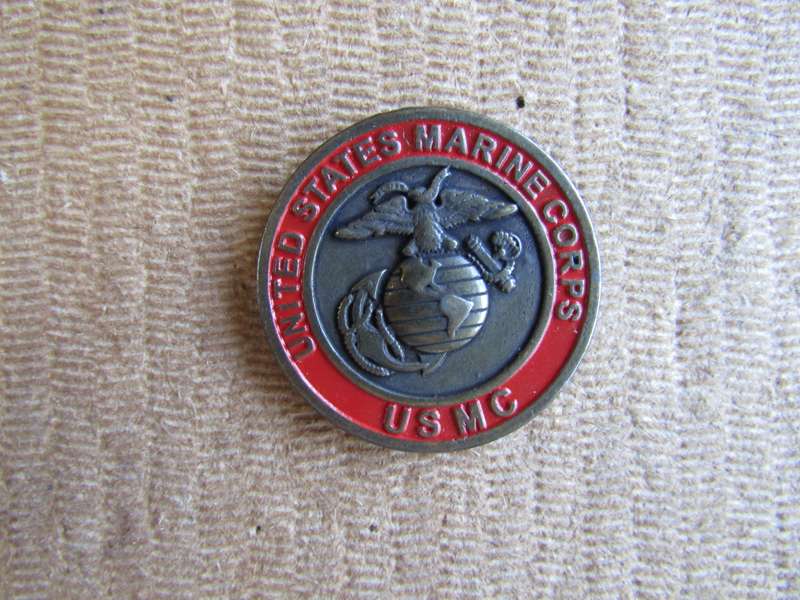 UNITED STATES MARINE CORPS
USMC